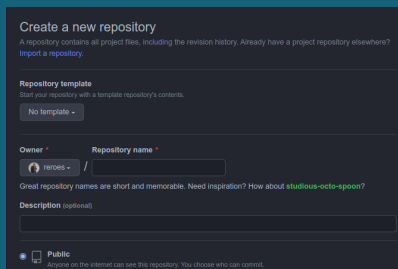 Create a new repository
A repository contains all project files, including the revision history. Already have a project repository elsewhere?
Import a repository.
Repository template
Start your repository with a template repository's contents.
No template
Owner * Repository name *
reroes /
Great repository names are short and memorable. Need inspiration? How about studious-octo-spoon?
Description (optional)
Public
Anyone on the internet can see this repository. You choose who can commit.